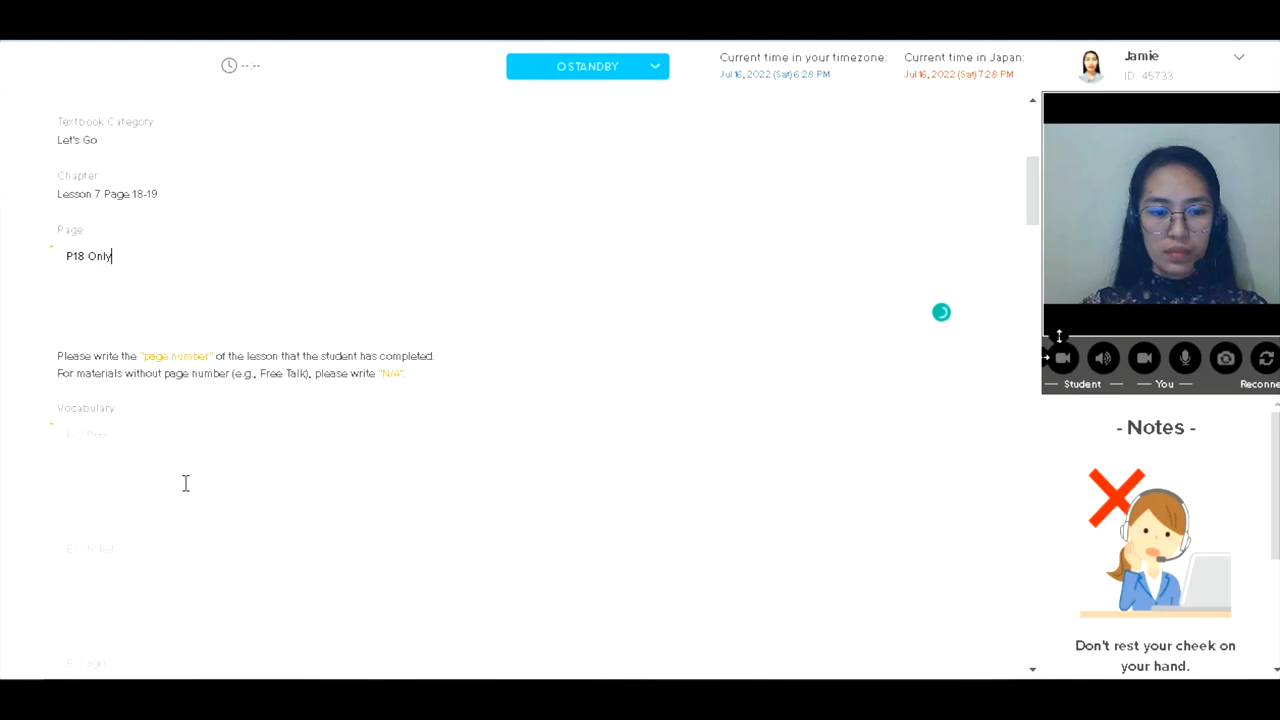 --:--
STANDBY
Current time in your timezone:
Jul 16, 2022 (Sat) 6:28 PM
Current time in Japan:
Jul 16, 2022 (Sat) 7:28 PM
Jamie
ID: 45733
Textbook Category
Let's Go
Chapter
Lesson 7 Page 18-19
Page
P18 Only
Please write the "page number" of the lesson that the student has completed.
For materials without page number (e.g., Free Talk), please write "N/A".
Vocabulary
Student
You
Reconne
- Notes -
Don't rest your cheek on
your hand.